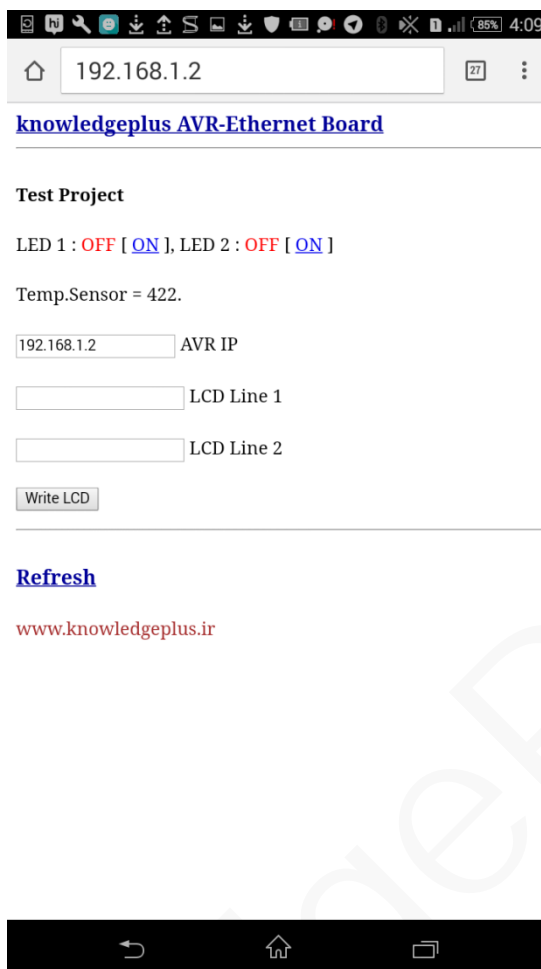 hi 1 85% 4:09
192.168.1.2 27
knowledgeplus AVR-Ethernet Board
Test Project
LED 1 : OFF [ ON ], LED 2 : OFF [ ON ]
Temp.Sensor = 422.
192.168.1.2 AVR IP
LCD Line 1
LCD Line 2
Write LCD
Refresh
www.knowledgeplus.ir